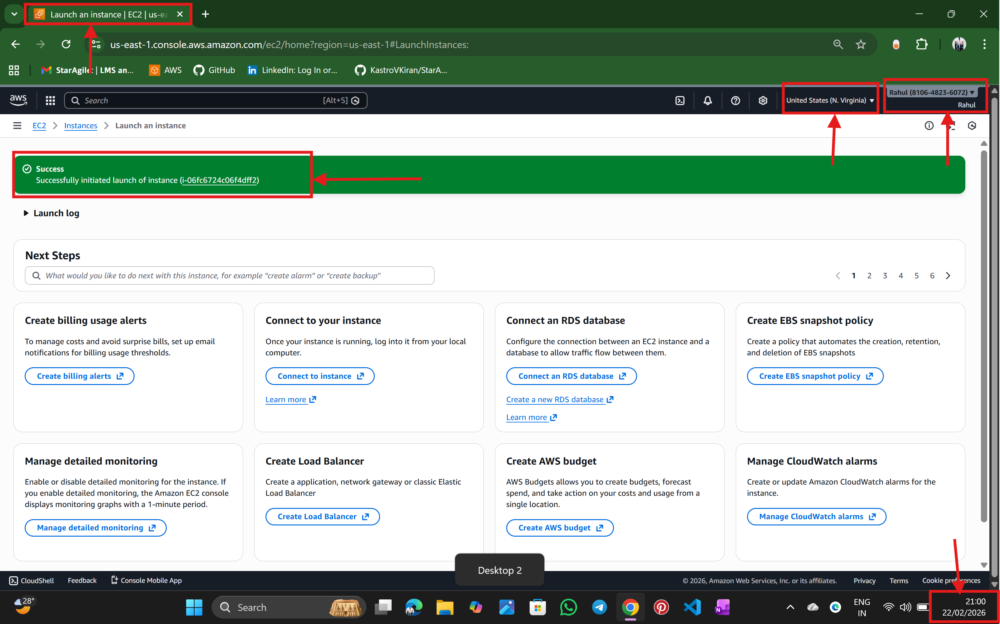 Launch an instance | EC2 | us-ea
us-east-1.console.aws.amazon.com/ec2/home?region=us-east-1#LaunchInstances:
StarAgile | LMS an...
AWS
GitHub
LinkedIn: Log In or...
KastroVKiran/StarA...
aws
Search
[Alt+S]
United States (N. Virginia)
Rahul (8106-4823-6072)
Rahul
EC2
Instances
Launch an instance
Success
Successfully initiated launch of instance (i-06fc6724c06f4dff2)
Launch log
Next Steps
What would you like to do next with this instance, for example “create alarm” or “create backup"
1 2 3 4 5 6
Create billing usage alerts
To manage costs and avoid surprise bills, set up email
notifications for billing usage thresholds.
Create billing alerts
Connect to your instance
Once your instance is running, log into it from your local
computer.
Connect to instance
Learn more
Connect an RDS database
Configure the connection between an EC2 instance and a
database to allow traffic flow between them.
Connect an RDS database
Create a new RDS database
Learn more
Create EBS snapshot policy
Create a policy that automates the creation, retention,
and deletion of EBS snapshots
Create EBS snapshot policy
Manage detailed monitoring
Enable or disable detailed monitoring for the instance. If
you enable detailed monitoring, the Amazon EC2 console
displays monitoring graphs with a 1-minute period.
Manage detailed monitoring
Create Load Balancer
Create a application, network gateway or classic Elastic
Load Balancer
Create Load Balancer
Create AWS budget
AWS Budgets allows you to create budgets, forecast
spend, and take action on your costs and usage from a
single location.
Create AWS budget
Manage CloudWatch alarms
Create or update Amazon CloudWatch alarms for the
instance.
Manage CloudWatch alarms
Desktop 2
CloudShell
Feedback
Console Mobile App
© 2026, Amazon Web Services, Inc. or its affiliates.
Privacy
Terms
Cookie preferences
28°
Search
ENG
IN
21:00
22/02/2026